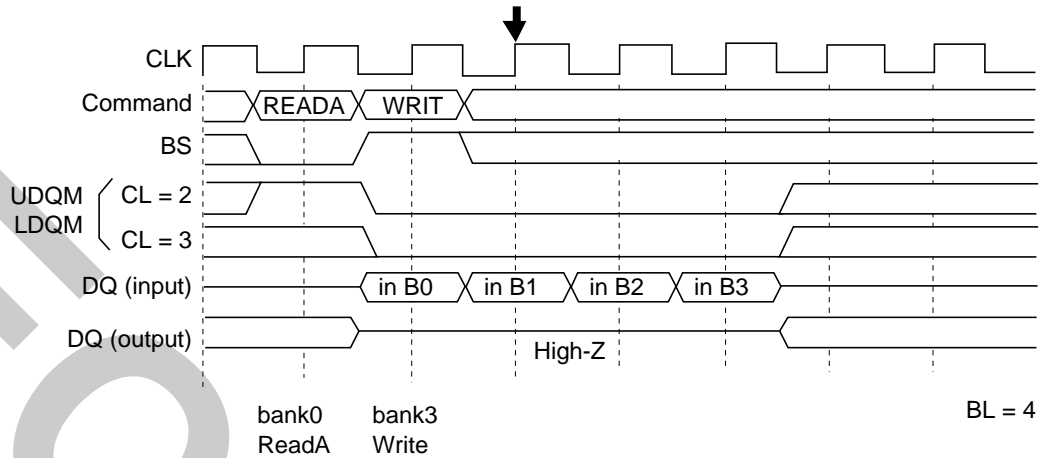 CLK
Command READA WRIT
BS
UDQM
LDQM
CL = 2
CL = 3
DQ (input) in B0 in B1 in B2 in B3
DQ (output)
High-Z
bank0 bank3 BL = 4
ReadA Write